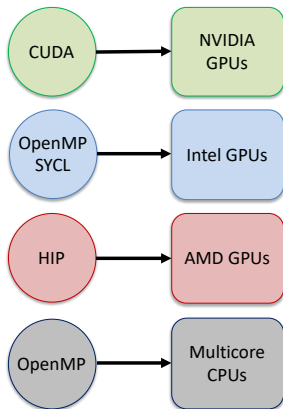 CUDA
NVIDIA
GPUs
OpenMP
SYCL
Intel GPUs
HIP
AMD GPUs
OpenMP
Multicore
CPUs